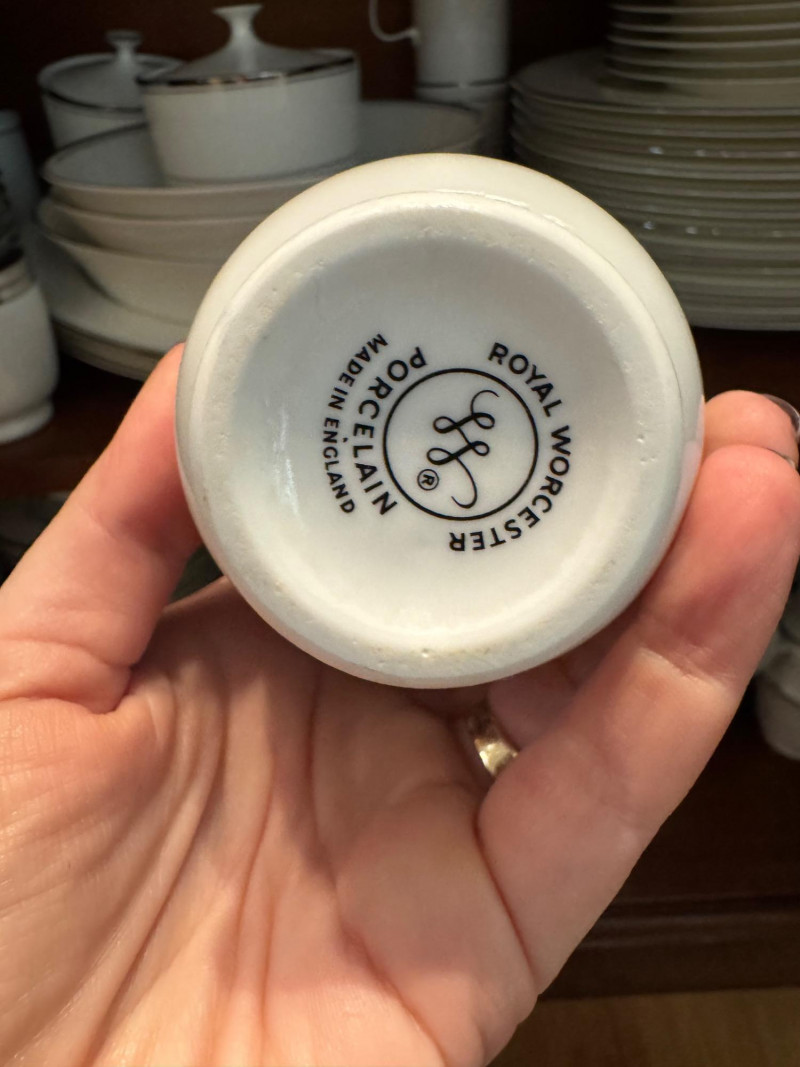 ROYAL WORCESTER
®
PORCELAIN
MADE IN ENGLAND